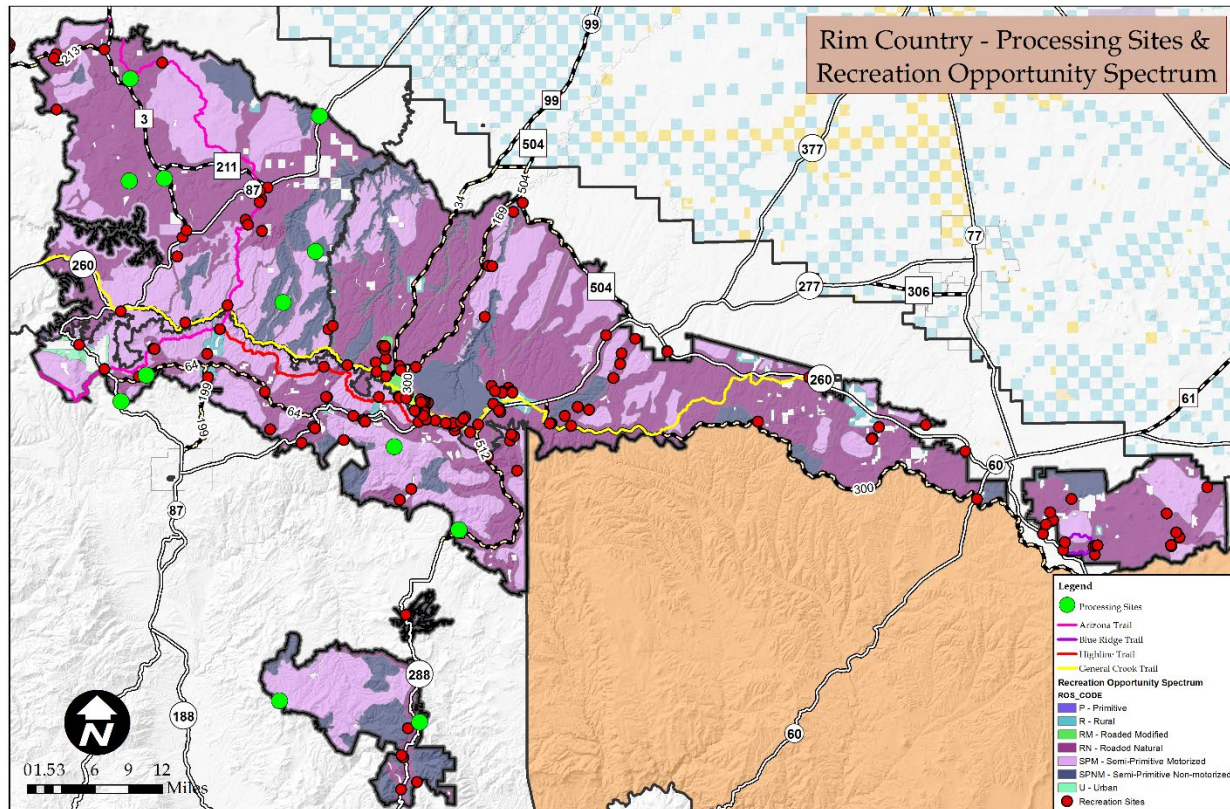 Rim Country - Processing Sites &
Recreation Opportunity Spectrum
99
213
99
3
504
377
211
504
87
34
169
77
260
504
277
306
64
199
300
260
61
64
512
60
300
87
288
188
60
N
0 1.5 3 6 9 12
Miles
Legend
Processing Sites
Arizona Trail
Blue Ridge Trail
Highline Trail
General Crook Trail
Recreation Opportunity Spectrum
ROS_CODE
P - Primitive
R - Rural
RM - Roaded Modified
RN - Roaded Natural
SPM - Semi-Primitive Motorized
SPNM - Semi-Primitive Non-motorized
U - Urban
Recreation Sites